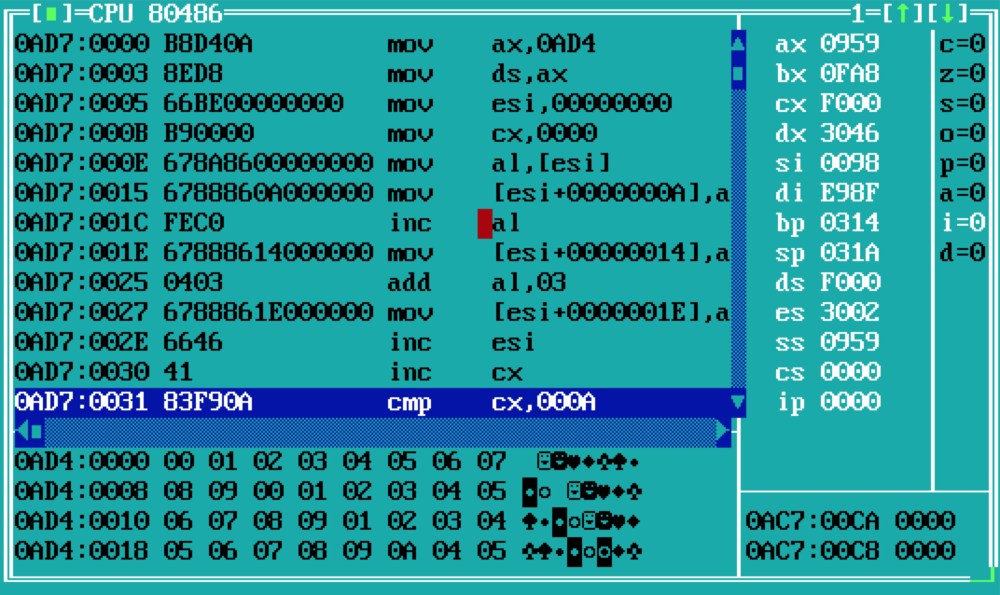 [■]=CPU 80486 1=[↑][↓]
0AD7:0000 B8D40A mov ax,0AD4 ▲ ax 0959 c=0
0AD7:0003 8ED8 mov ds,ax bx 0FA8 z=0
0AD7:0005 66BE00000000 mov esi,00000000 cx F000 s=0
0AD7:000B B90000 mov cx,0000 dx 3046 o=0
0AD7:000E 678A8600000000 mov al,[esi] si 0098 p=0
0AD7:0015 6788860A000000 mov [esi+0000000A],a di E98F a=0
0AD7:001C FEC0 inc al bp 0314 i=0
0AD7:001E 67888614000000 mov [esi+00000014],a sp 031A d=0
0AD7:0025 0403 add al,03 ds F000
0AD7:0027 6788861E000000 mov [esi+0000001E],a es 3002
0AD7:002E 6646 inc esi ss 0959
0AD7:0030 41 inc cx cs 0000
0AD7:0031 83F90A cmp cx,000A ▼ ip 0000
0AD4:0000 00 01 02 03 04 05 06 07 ☺☻♥♦♣♠•
0AD4:0008 08 09 00 01 02 03 04 05 ◘○ ☺☻♥♦♣
0AD4:0010 06 07 08 09 01 02 03 04 ♠•◘○☺☻♥♦
0AD4:0018 05 06 07 08 09 0A 04 05 ♣♠•◘○◙♦♣
0AC7:00CA 0000
0AC7:00C8 0000